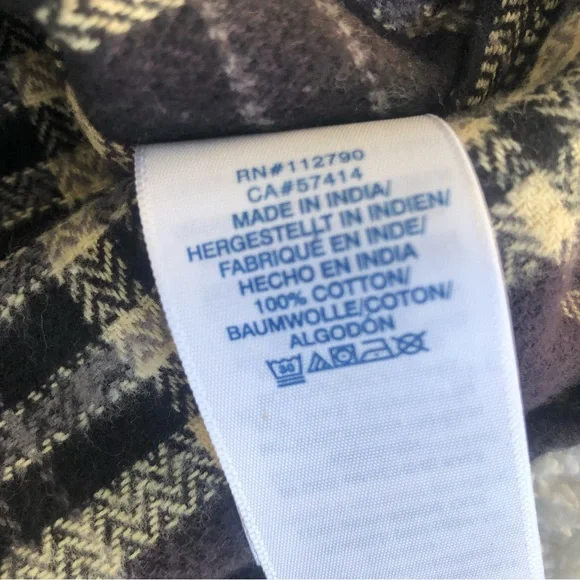 RN#112790
CA#57414
MADE IN INDIA/
HERGESTELLT IN INDIEN/
FABRIQUÉ EN INDE/
HECHO EN INDIA
100% COTTON/
BAUMWOLLE/COTON/
ALGODÓN
30